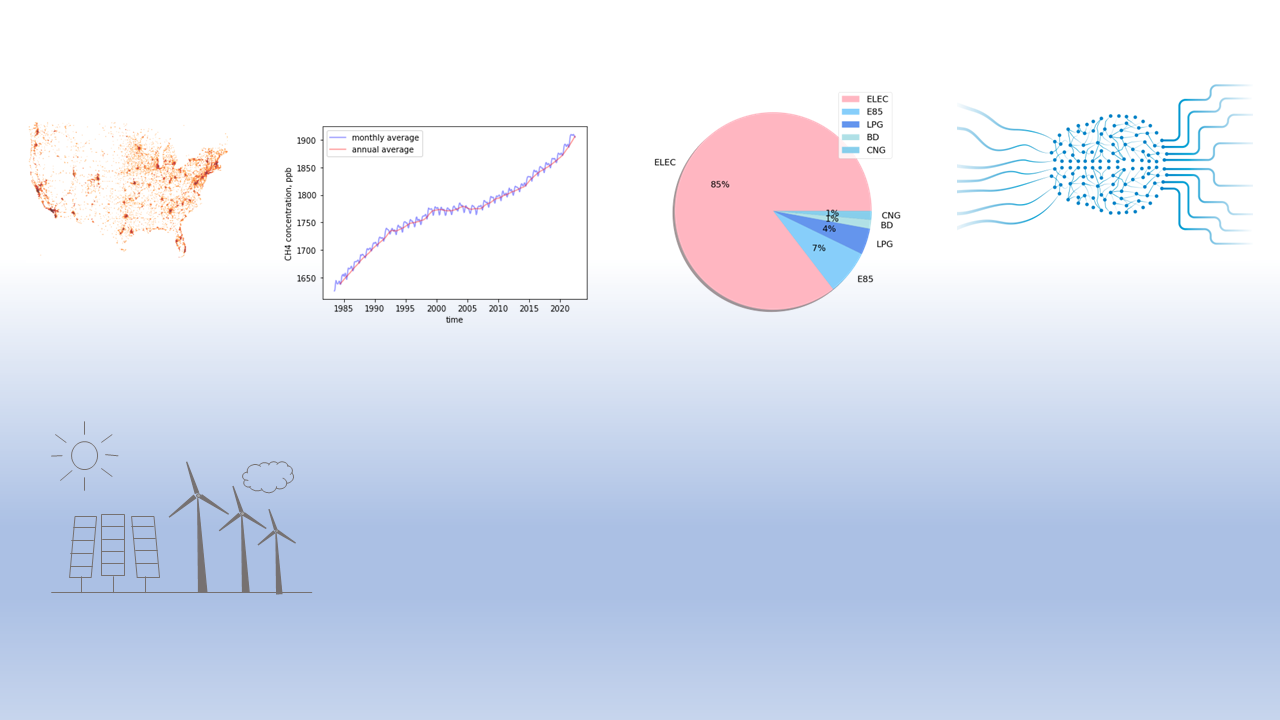 monthly average
annual average
CH4 concentration, ppb
1900
1850
1800
1750
1700
1650
1985 1990 1995 2000 2005 2010 2015 2020
time
ELEC
E85
LPG
BD
CNG
ELEC
85%
1%
1%
4%
7%
CNG
BD
LPG
E85